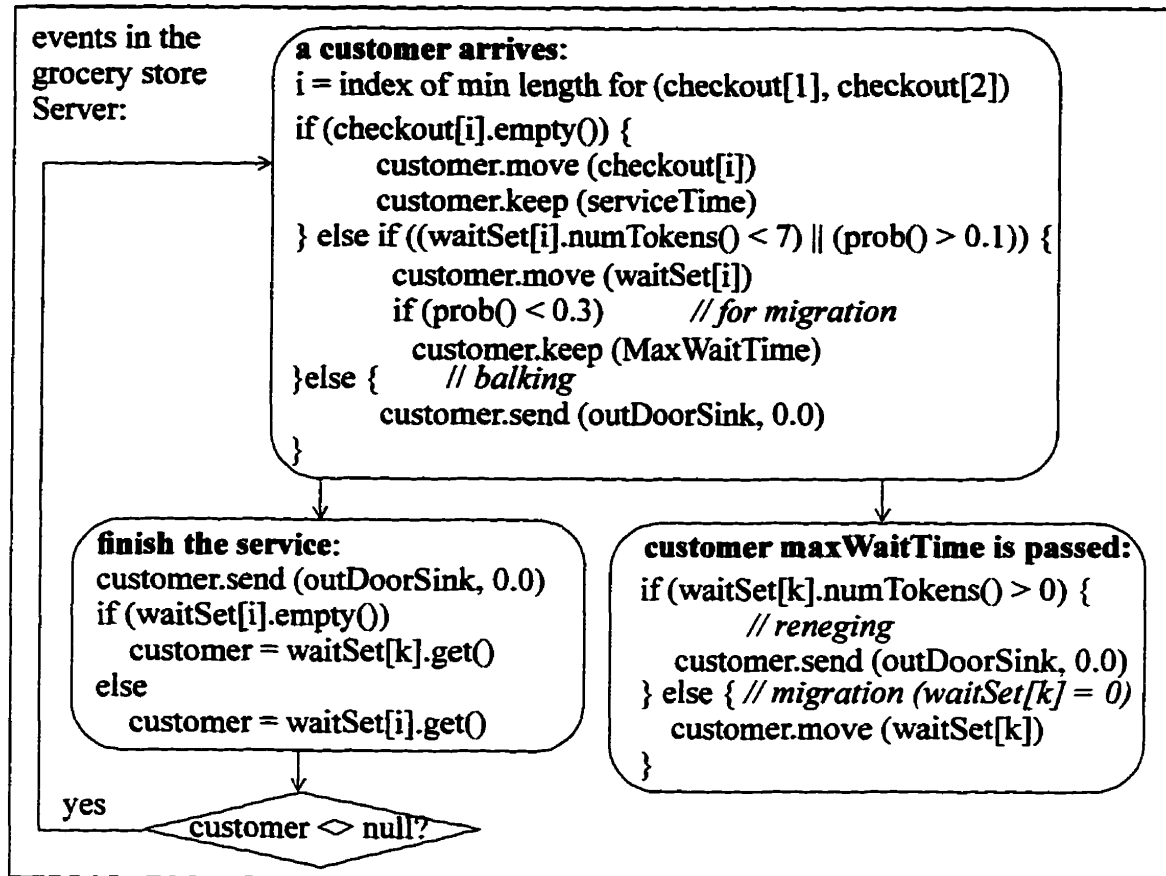 events in the
grocery store
Server:
a customer arrives:
i = index of min length for (checkout[1], checkout[2])
if (checkout[i].empty()) {
customer.move (checkout[i])
customer.keep (serviceTime)
} else if ((waitSet[i].numTokens() < 7) || (prob() > 0.1)) {
customer.move (waitSet[i])
if (prob() < 0.3) // for migration
customer.keep (MaxWaitTime)
}else { // balking
customer.send (outDoorSink, 0.0)
}
finish the service:
customer.send (outDoorSink, 0.0)
if (waitSet[i].empty())
customer = waitSet[k].get()
else
customer = waitSet[i].get()
customer maxWaitTime is passed:
if (waitSet[k].numTokens() > 0) {
// reneging
customer.send (outDoorSink, 0.0)
} else { // migration (waitSet[k] = 0)
customer.move (waitSet[k])
}
yes
customer <> null?